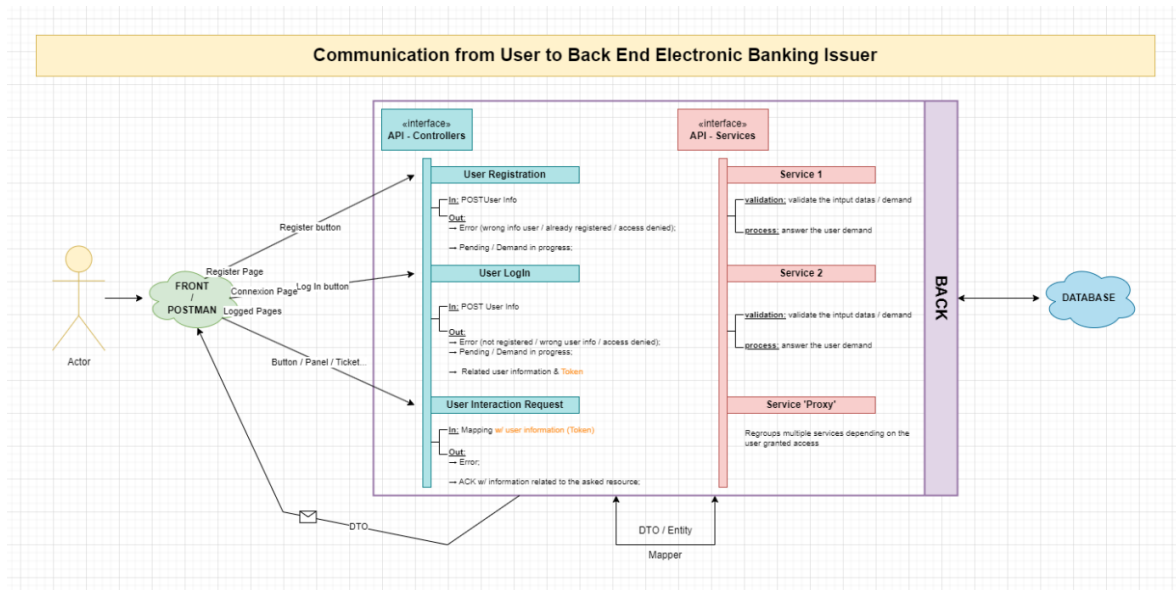 Communication from User to Back End Electronic Banking Issuer
«interface»
API - Controllers
«interface»
API - Services
User Registration
In: POSTUser Info
Out:
→ Error (wrong info user / already registered / access denied);
→ Pending / Demand in progress;
User LogIn
In: POST User Info
Out:
→ Error (not registered / wrong user info / access denied);
→ Pending / Demand in progress;
→ Related user information & Token
User Interaction Request
In: Mapping w/ user information (Token)
Out:
→ Error;
→ ACK w/ information related to the asked resource;
Service 1
validation: validate the intput datas / demand
process: answer the user demand
Service 2
validation: validate the intput datas / demand
process: answer the user demand
Service 'Proxy'
Regroups multiple services depending on the
user granted access
BACK
DATABASE
Register button
Register Page
Connexion Page
Log In button
Logged Pages
FRONT
/
POSTMAN
Button / Panel / Ticket...
Actor
DTO
DTO / Entity
Mapper